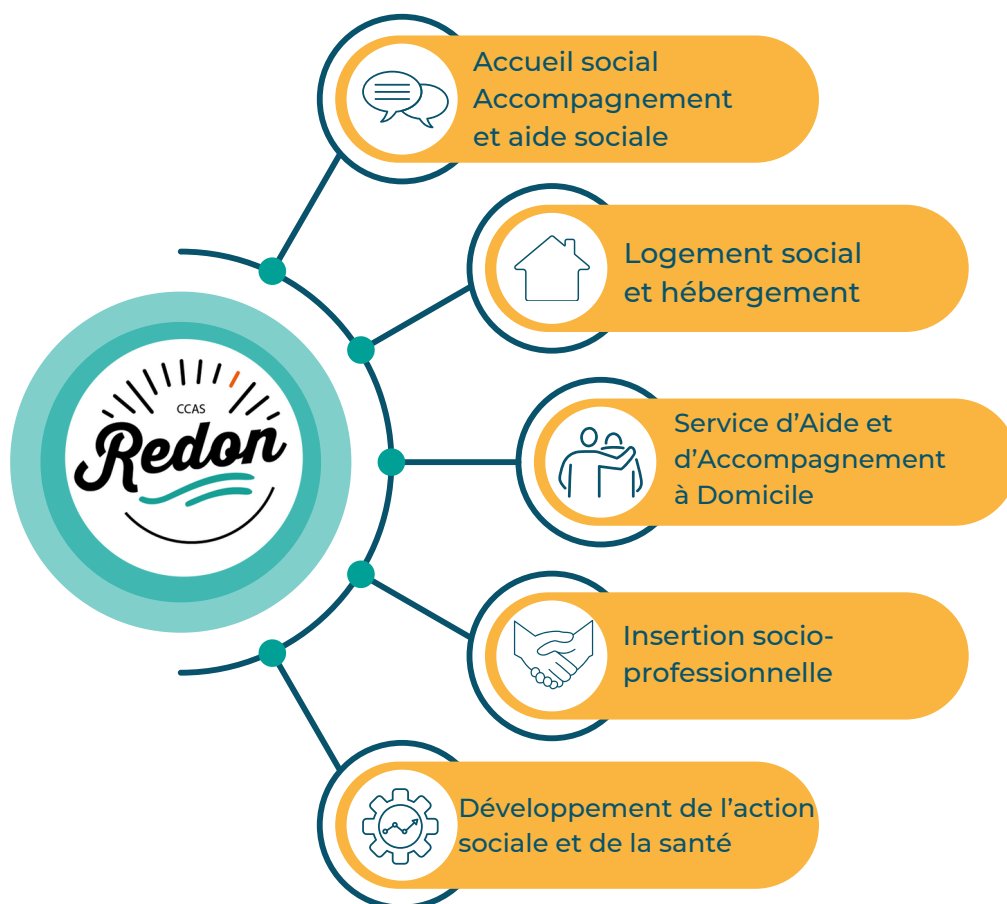 Accueil social
Accompagnement
et aide sociale
Logement social
et hébergement
CCAS
Redon
Service d’Aide et
d’Accompagnement
à Domicile
Insertion socio-
professionnelle
Développement de l’action
sociale et de la santé